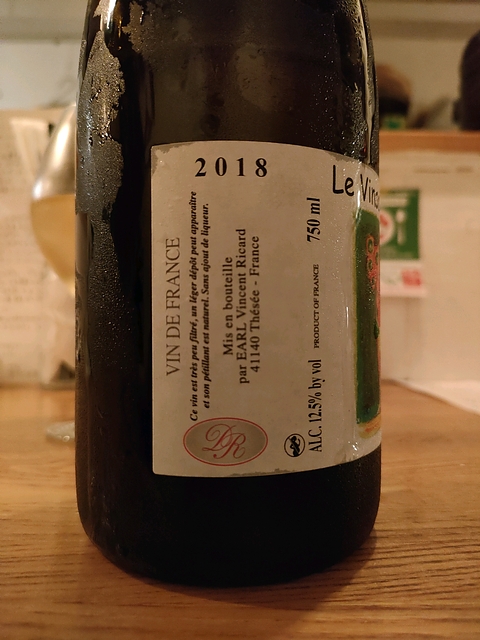 2018
VIN DE FRANCE
Ce vin est très peu filtré, un léger dépôt peut apparaître
et son pétillant est naturel. Sans ajout de liqueur.
Mis en bouteille
par EARL Vincent Ricard
41140 Thésée - France
DR
ALC. 12.5% by vol
PRODUCT OF FRANCE
750 ml
Le